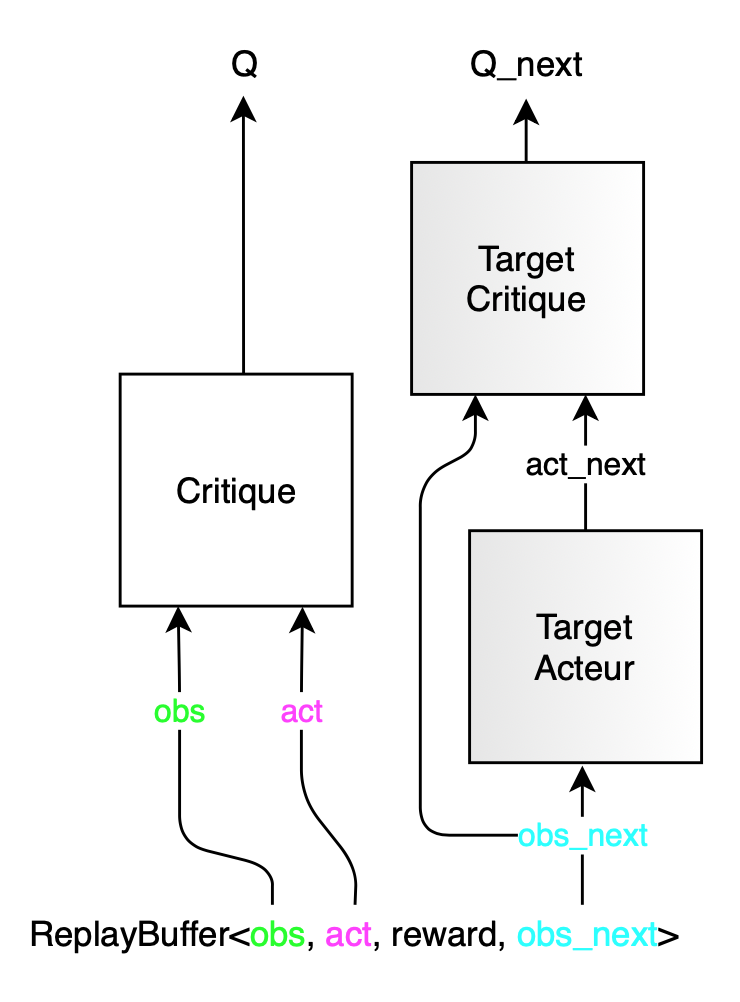 Q
Q_next
Target
Critique
act_next
Critique
Target
Acteur
obs
act
obs_next
ReplayBuffer<obs, act, reward, obs_next>